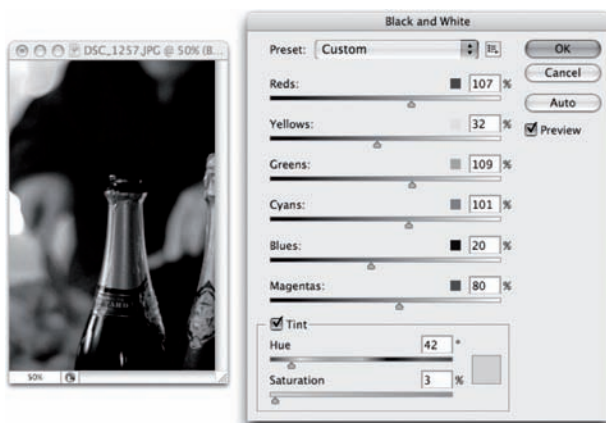 DSC_1257.JPG @ 50% (B...
50%
Black and White
Preset: Custom
OK
Cancel
Auto
Preview
Reds: 107 %
Yellows: 32 %
Greens: 109 %
Cyans: 101 %
Blues: 20 %
Magentas: 80 %
Tint
Hue 42 °
Saturation 3 %